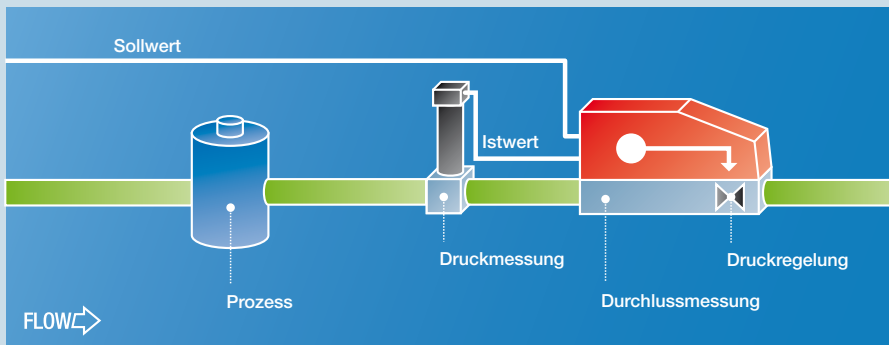 Sollwert
Istwert
Druckmessung
Druckregelung
Prozess
Durchlussmessung
FLOW